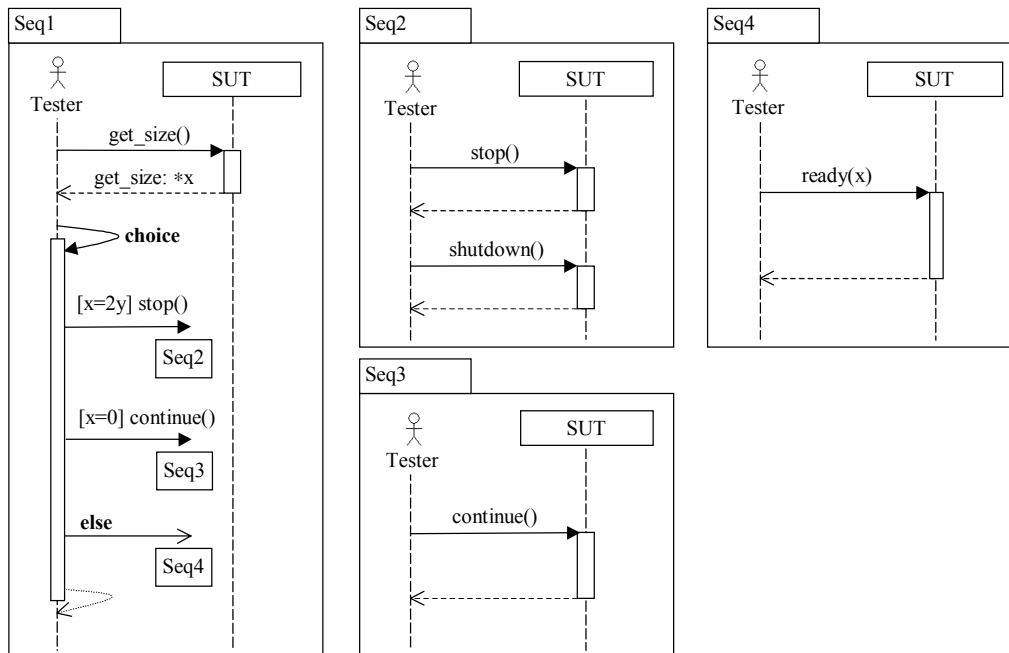 Seq1
SUT
Tester
get_size()
get_size: *x
choice
[x=2y] stop()
Seq2
[x=0] continue()
Seq3
else
Seq4
Seq2
SUT
Tester
stop()
shutdown()
Seq3
SUT
Tester
continue()
Seq4
SUT
Tester
ready(x)